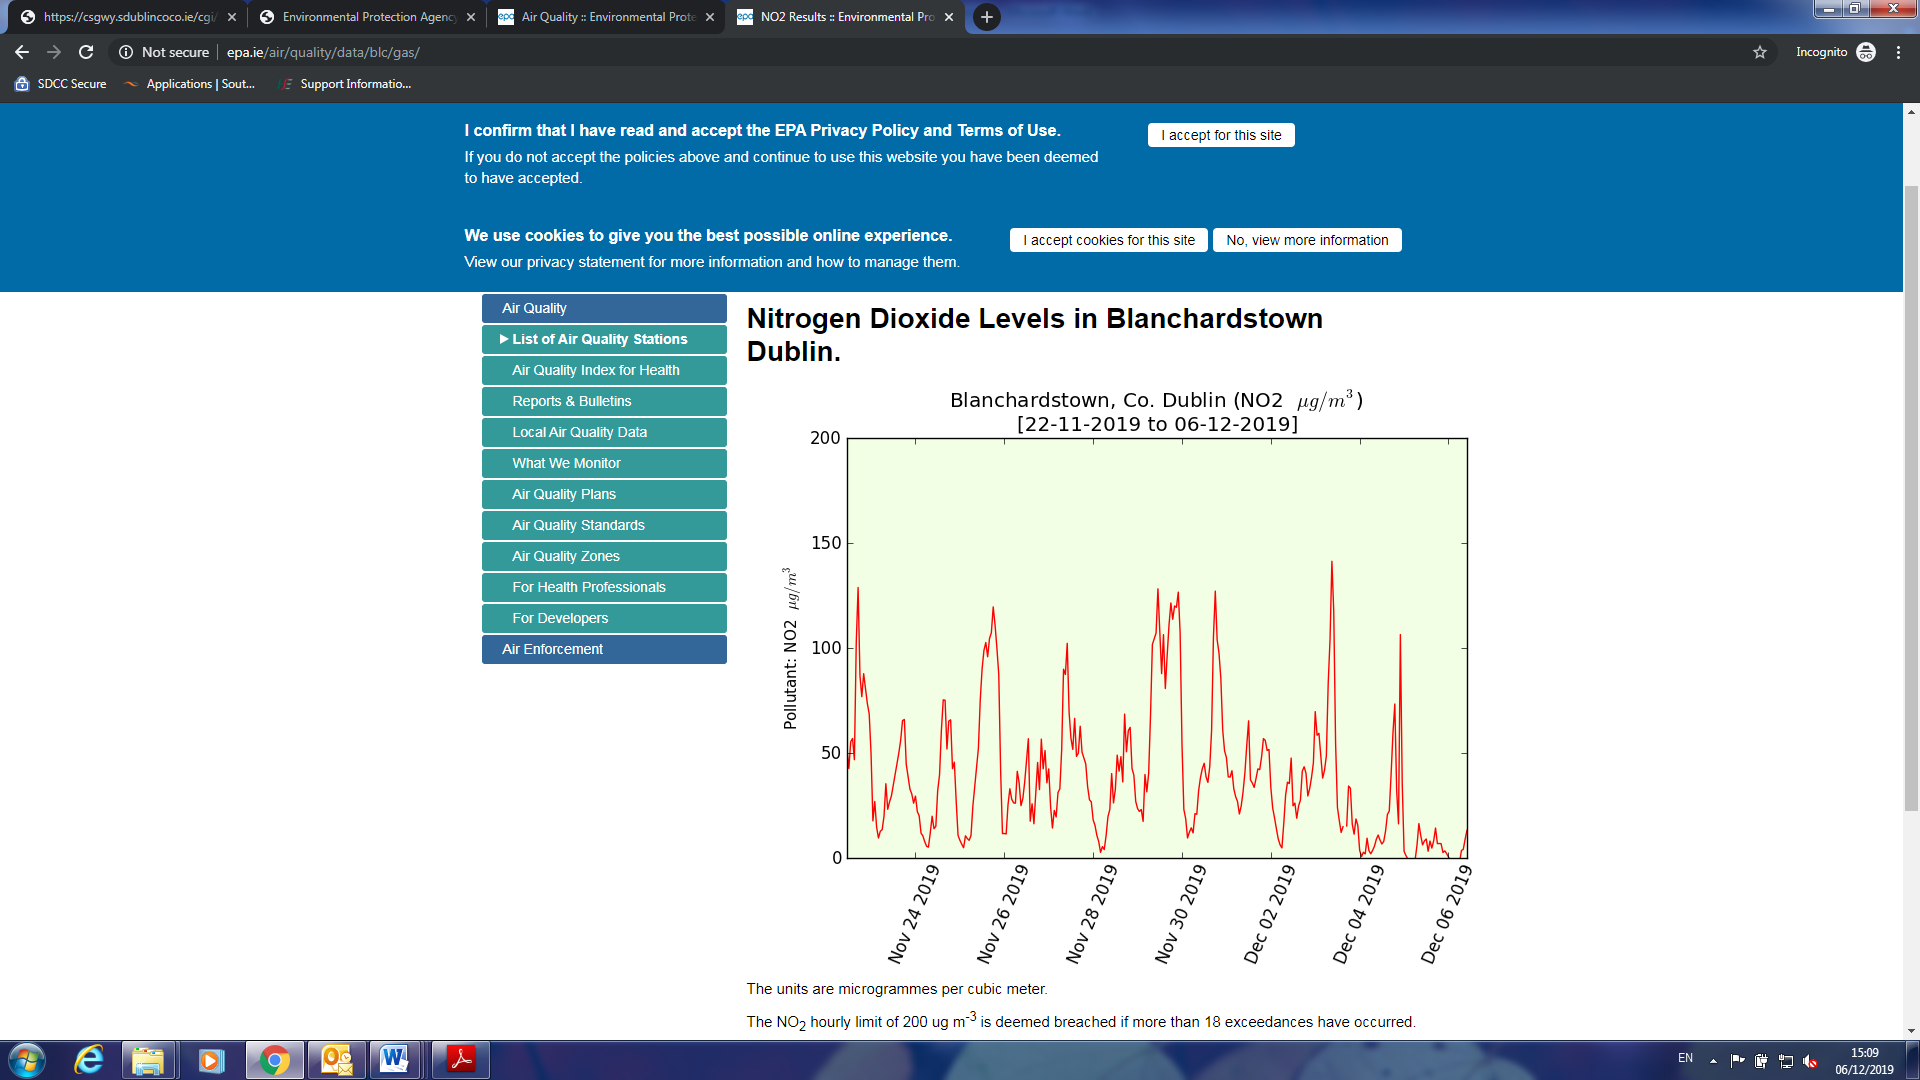 https://csgwy.sdublincoco.ie/cgi/
Environmental Protection Agency
epa Air Quality :: Environmental Prote
epa NO2 Results :: Environmental Pro
Not secure epa.ie/air/quality/data/blc/gas/
Incognito
SDCC Secure
Applications | Sout...
Support Informatio...
I confirm that I have read and accept the EPA Privacy Policy and Terms of Use.
I accept for this site
If you do not accept the policies above and continue to use this website you have been deemed
to have accepted.
We use cookies to give you the best possible online experience.
I accept cookies for this site
No, view more information
View our privacy statement for more information and how to manage them.
Air Quality
List of Air Quality Stations
Air Quality Index for Health
Reports & Bulletins
Local Air Quality Data
What We Monitor
Air Quality Plans
Air Quality Standards
Air Quality Zones
For Health Professionals
For Developers
Air Enforcement
Nitrogen Dioxide Levels in Blanchardstown
Dublin.
Blanchardstown, Co. Dublin (NO2 µg/m³)
[22-11-2019 to 06-12-2019]
200
150
100
50
0
Pollutant: NO2 µg/m³
Nov 24 2019
Nov 26 2019
Nov 28 2019
Nov 30 2019
Dec 02 2019
Dec 04 2019
Dec 06 2019
The units are microgrammes per cubic meter.
The NO₂ hourly limit of 200 ug m⁻³ is deemed breached if more than 18 exceedances have occurred.
EN
15:09
06/12/2019